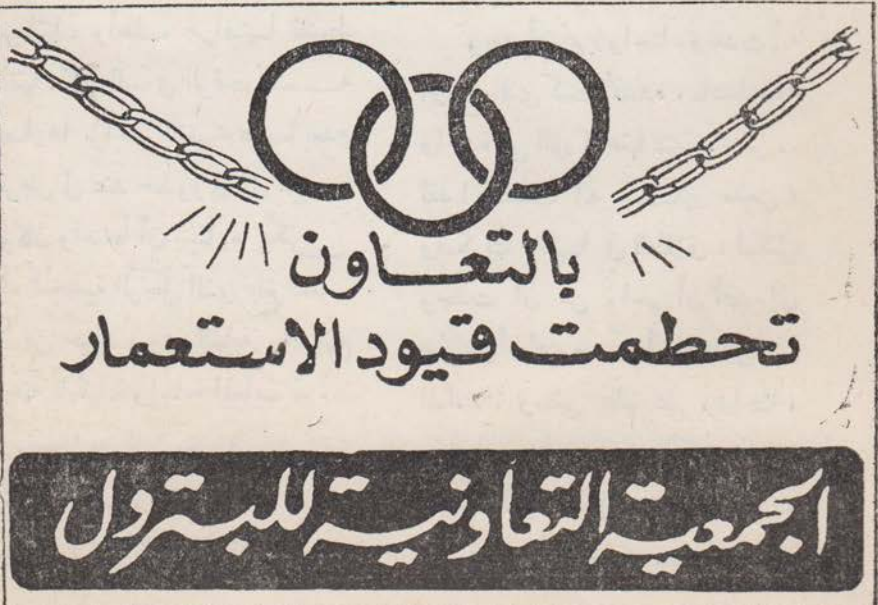 بالتعاون
تحطمت قيود الاستعمار
الجمعية التعاونية للبترول